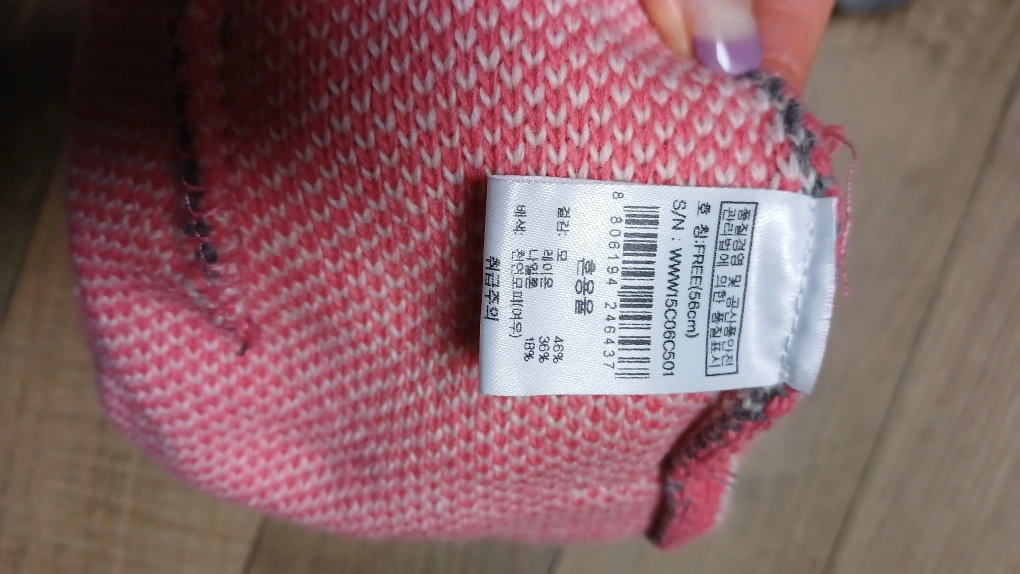 품질경영 및 공산품안전
관리법에 의한 품질표시
호 칭:FREE(56cm)
S/N : WWW15C06C501
8 806194 246437
혼용율
겉감: 모 46%
레이온 36%
나일론 18%
배색: 천연모피(여우)
취급주의